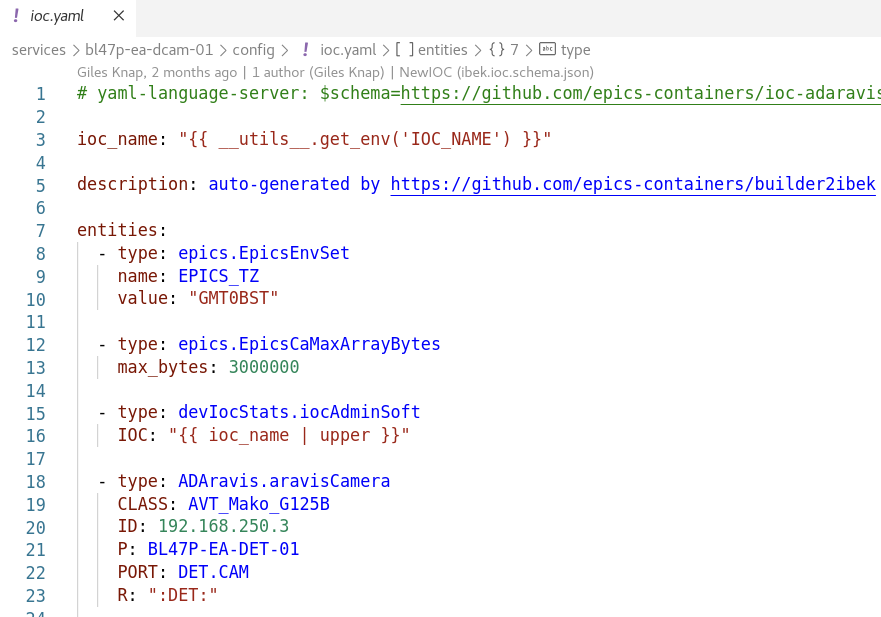 ! ioc.yaml ×
services > bl47p-ea-dcam-01 > config > ! ioc.yaml > [ ] entities > {} 7 > abc type
Giles Knap, 2 months ago | 1 author (Giles Knap) | NewIOC (ibek.ioc.schema.json)
1 # yaml-language-server: $schema=https://github.com/epics-containers/ioc-adaravis
2
3 ioc_name: "{{ __utils__.get_env('IOC_NAME') }}"
4
5 description: auto-generated by https://github.com/epics-containers/builder2ibek
6
7 entities:
8   - type: epics.EpicsEnvSet
9     name: EPICS_TZ
10     value: "GMT0BST"
11
12   - type: epics.EpicsCaMaxArrayBytes
13     max_bytes: 3000000
14
15   - type: devIocStats.iocAdminSoft
16     IOC: "{{ ioc_name | upper }}"
17
18   - type: ADAravis.aravisCamera
19     CLASS: AVT_Mako_G125B
20     ID: 192.168.250.3
21     P: BL47P-EA-DET-01
22     PORT: DET.CAM
23     R: ":DET:"